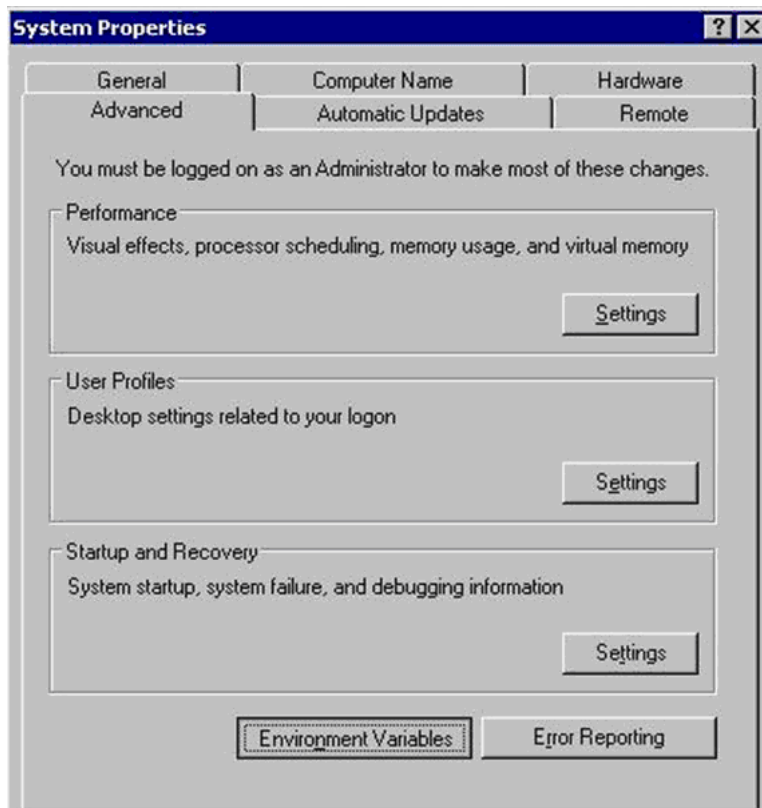 System Properties
General
Computer Name
Hardware
Advanced
Automatic Updates
Remote
You must be logged on as an Administrator to make most of these changes.
Performance
Visual effects, processor scheduling, memory usage, and virtual memory
Settings
User Profiles
Desktop settings related to your logon
Settings
Startup and Recovery
System startup, system failure, and debugging information
Settings
Environment Variables
Error Reporting